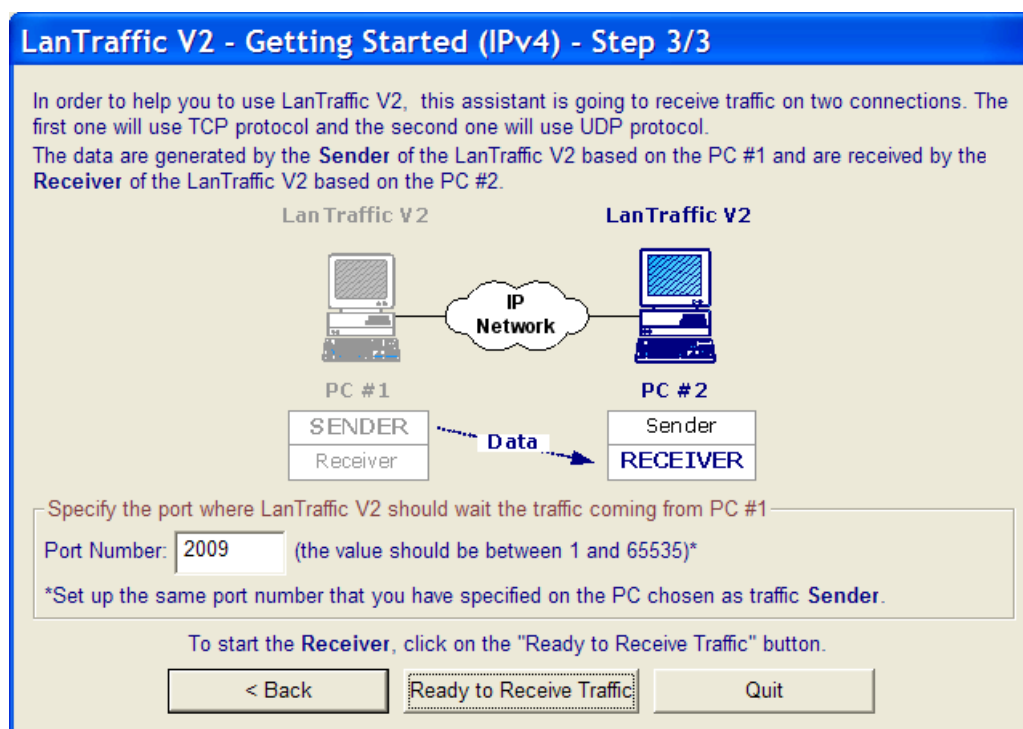 LanTraffic V2 - Getting Started (IPv4) - Step 3/3
In order to help you to use LanTraffic V2, this assistant is going to receive traffic on two connections. The
first one will use TCP protocol and the second one will use UDP protocol.
The data are generated by the Sender of the LanTraffic V2 based on the PC #1 and are received by the
Receiver of the LanTraffic V2 based on the PC #2.
LanTraffic V2 LanTraffic V2
IP
Network
PC #1 PC #2
SENDER Sender
Data
Receiver RECEIVER
Specify the port where LanTraffic V2 should wait the traffic coming from PC #1
Port Number: 2009 (the value should be between 1 and 65535)*
*Set up the same port number that you have specified on the PC chosen as traffic Sender.
To start the Receiver, click on the "Ready to Receive Traffic" button.
< Back Ready to Receive Traffic Quit